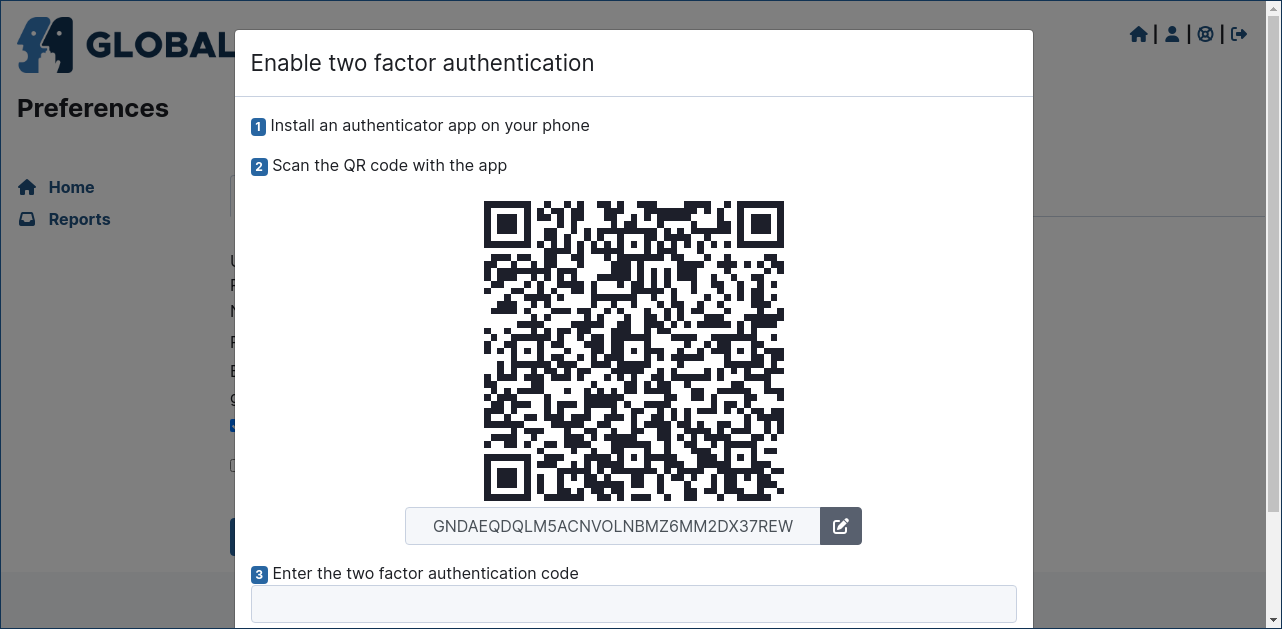 GLOBAL
Enable two factor authentication
Preferences
1 Install an authenticator app on your phone
2 Scan the QR code with the app
Home
Reports
GNDAEQDQLM5ACNVOLNBMZ6MM2DX37REW
3 Enter the two factor authentication code